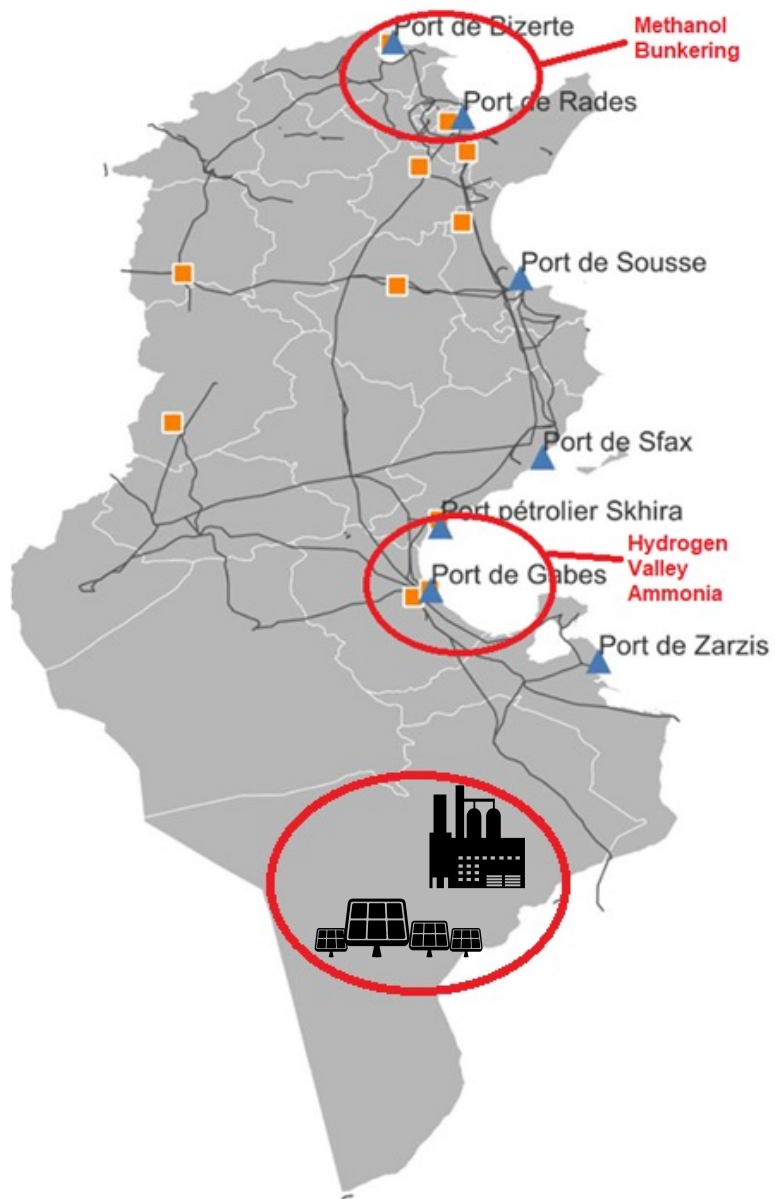 Port de Bizerte
Methanol
Bunkering
Port de Rades
Port de Sousse
Port de Sfax
Port pétrolier Skhira
Hydrogen
Valley
Ammonia
Port de Gabes
Port de Zarzis